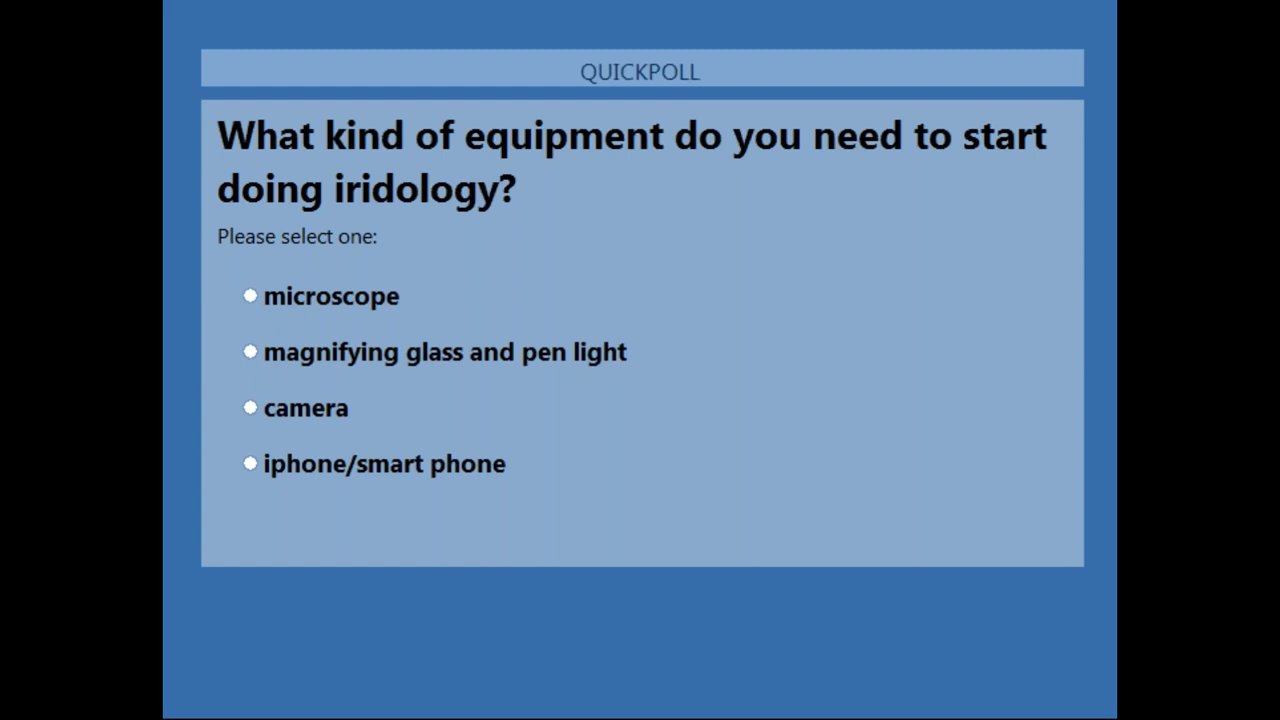 QUICKPOLL
What kind of equipment do you need to start
doing iridology?
Please select one:
microscope
magnifying glass and pen light
camera
iphone/smart phone